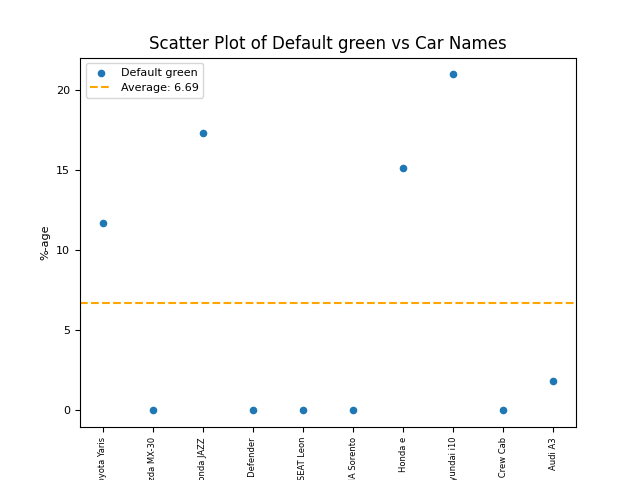 Scatter Plot of Default green vs Car Names
Default green
Average: 6.69
%-age
20
15
10
5
0
yota Yaris
zda MX-30
onda JAZZ
Defender
SEAT Leon
A Sorento
Honda e
yundai i10
Crew Cab
Audi A3